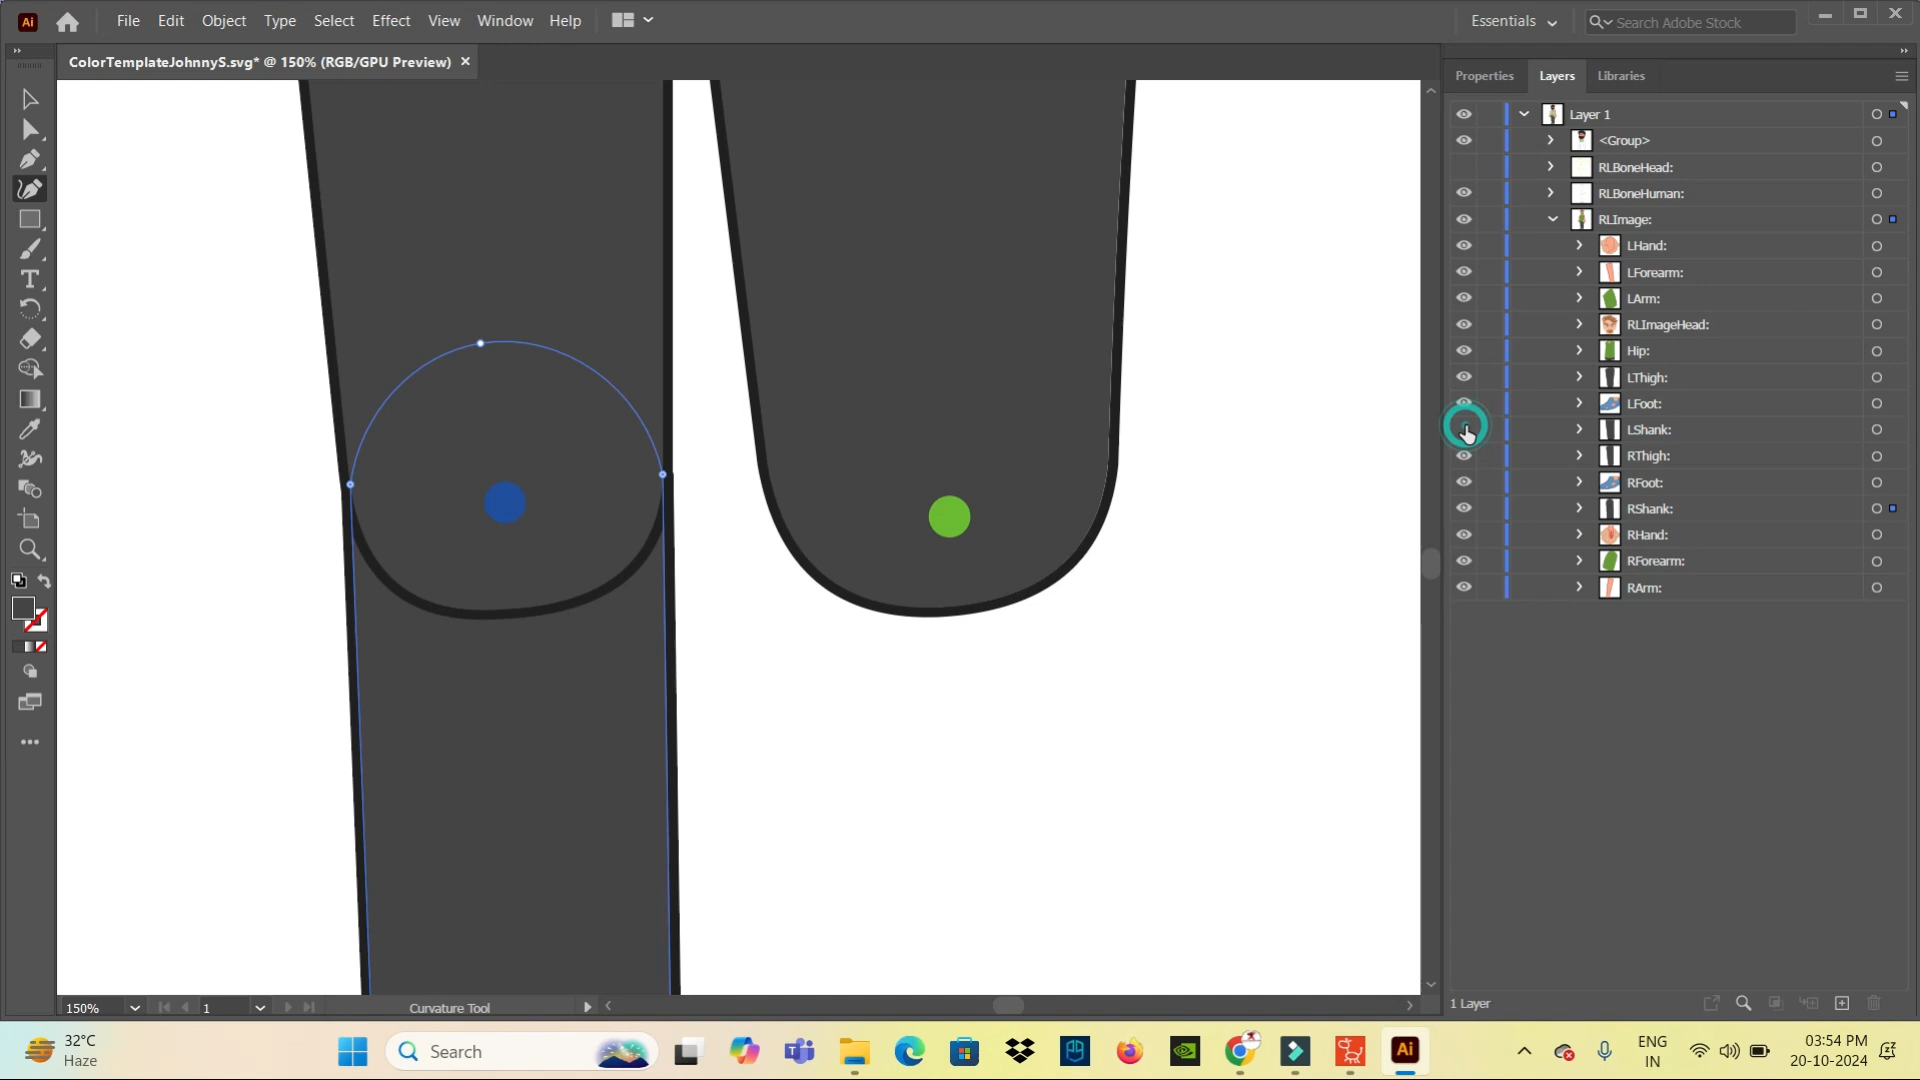 Ai File Edit Object Type Select Effect View Window Help Essentials Search Adobe Stock
ColorTemplateJohnnyS.svg* @ 150% (RGB/GPU Preview) ×
Properties Layers Libraries
Layer 1
<Group>
RLBoneHead:
RLBoneHuman:
RLImage:
LHand:
LForearm:
LArm:
RLImageHead:
Hip:
LThigh:
LFoot:
LShank:
RThigh:
RFoot:
RShank:
RHand:
RForearm:
RArm:
1 Layer
150% 1 Curvature Tool
32°C
Haze
Search
Ai
ENG
IN
03:54 PM
20-10-2024